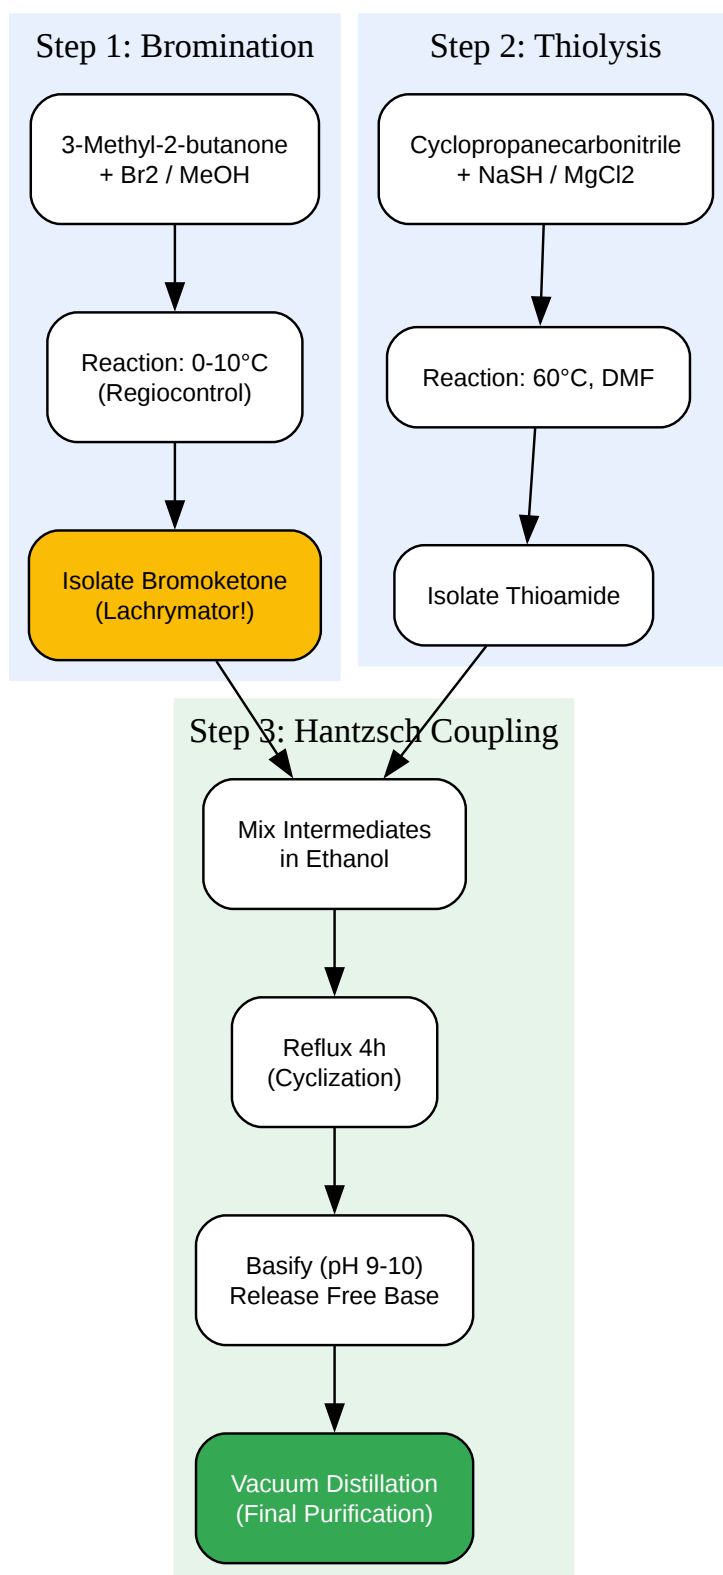 Step 1: Bromination
3-Methyl-2-butanone
+ Br2 / MeOH
Reaction: 0-10°C
(Regiocontrol)
Isolate Bromoketone
(Lachrymator!)
Step 2: Thiolysis
Cyclopropanecarbonitrile
+ NaSH / MgCl2
Reaction: 60°C, DMF
Isolate Thioamide
Step 3: Hantzsch Coupling
Mix Intermediates
in Ethanol
Reflux 4h
(Cyclization)
Basify (pH 9-10)
Release Free Base
Vacuum Distillation
(Final Purification)